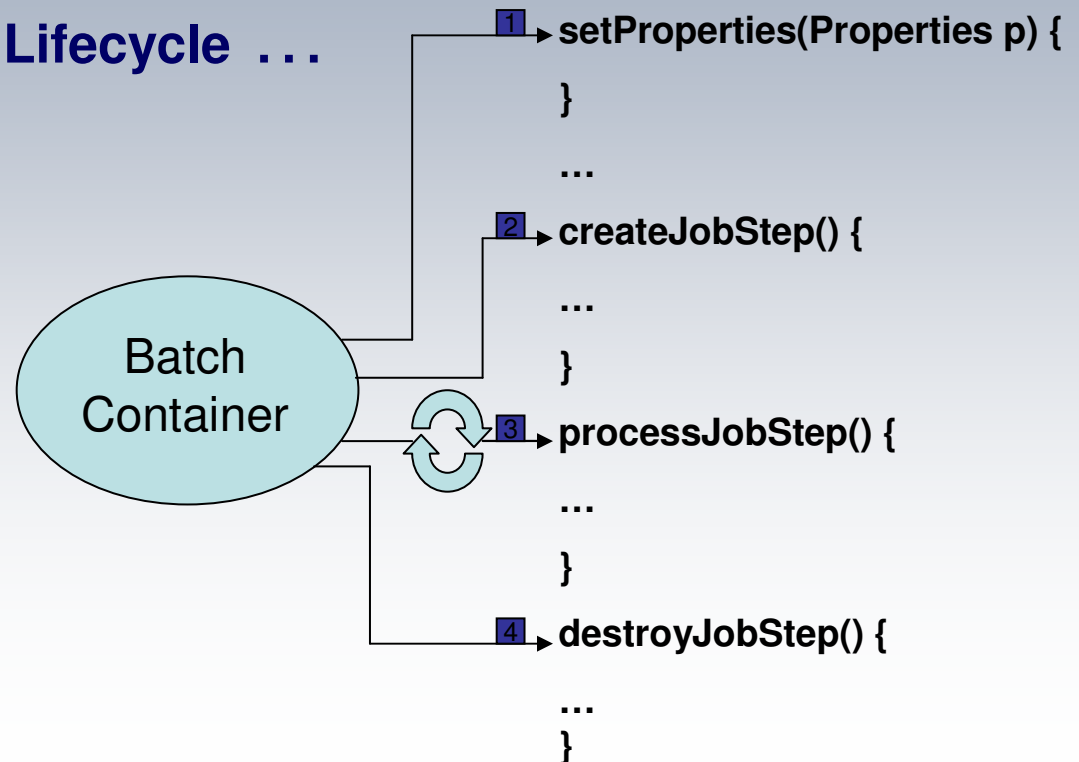 Lifecycle ...
1
setProperties(Properties p) {
}
...
2
createJobStep() {
...
}
Batch
Container
3
processJobStep() {
...
}
4
destroyJobStep() {
...
}